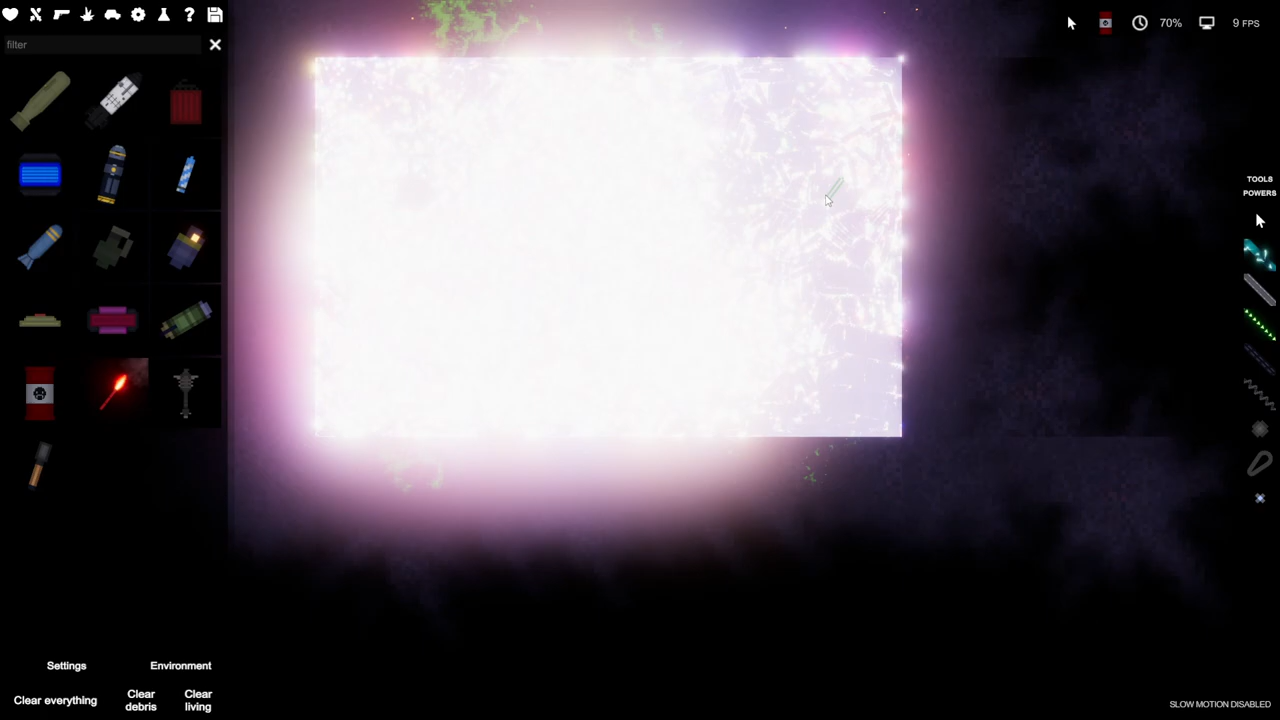 filter
70%
9 FPS
TOOLS
POWERS
Settings
Environment
Clear everything
Clear
debris
Clear
living
SLOW MOTION DISABLED